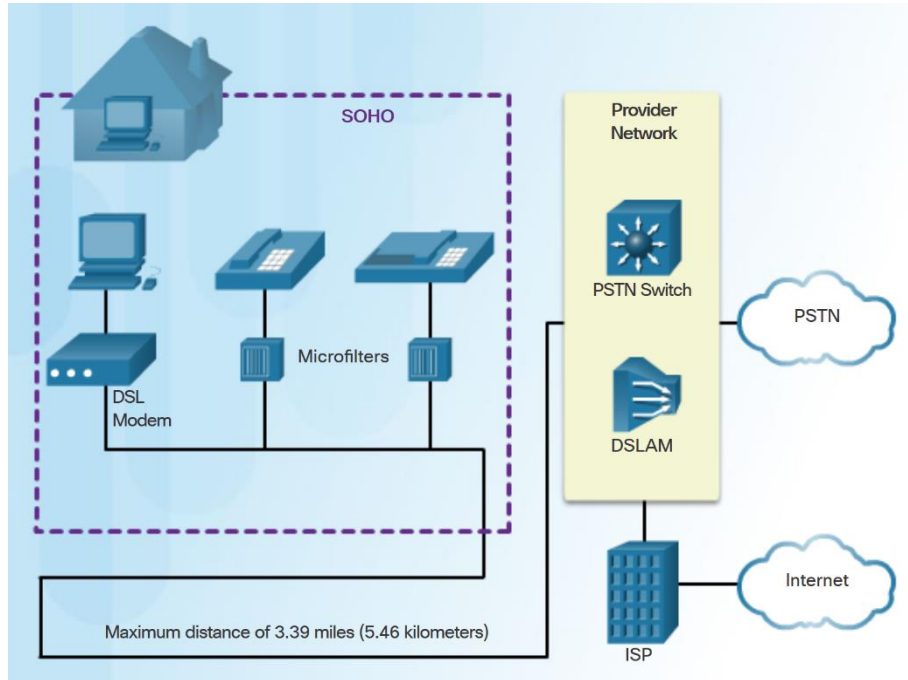 SOHO
Provider
Network
PSTN Switch
PSTN
Microfilters
DSL
Modem
DSLAM
Internet
Maximum distance of 3.39 miles (5.46 kilometers)
ISP